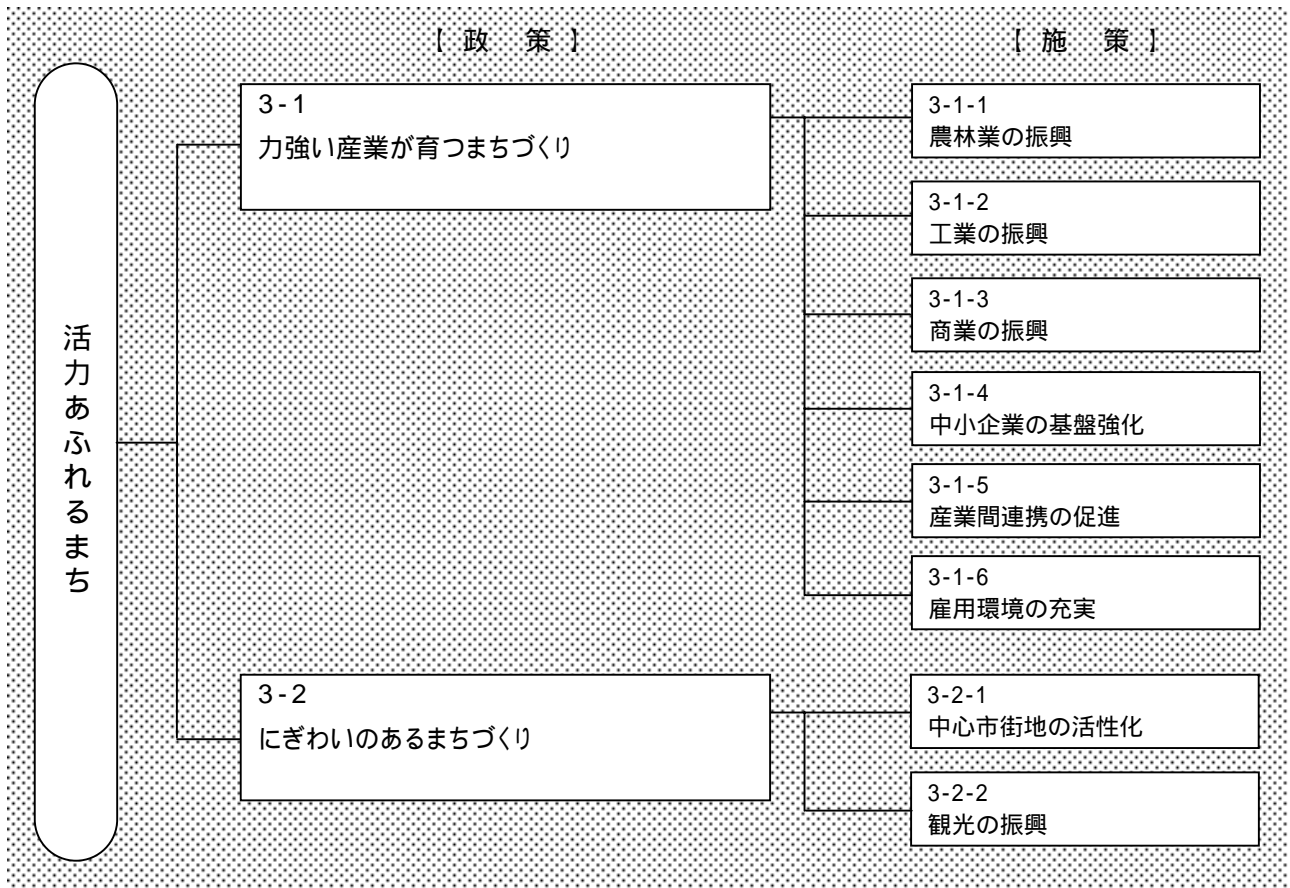 【 政 策 】
【 施 策 】
活力あふれるまち
3-1
力強い産業が育つまちづくり
3-1-1
農林業の振興
3-1-2
工業の振興
3-1-3
商業の振興
3-1-4
中小企業の基盤強化
3-1-5
産業間連携の促進
3-1-6
雇用環境の充実
3-2
にぎわいのあるまちづくり
3-2-1
中心市街地の活性化
3-2-2
観光の振興